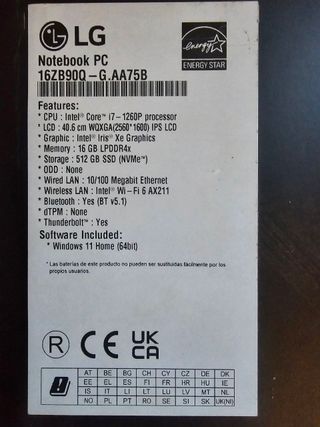 LG
energy
ENERGY STAR
Notebook PC
16ZB90Q-G.AA75B
Features:
* CPU : Intel® Core™ i7-1260P processor
* LCD : 40.6 cm WQXGA(2560*1600) IPS LCD
* Graphic : Intel® Iris® Xe Graphics
* Memory : 16 GB LPDDR4x
* Storage : 512 GB SSD (NVMe™)
* ODD : None
* Wired LAN : 10/100 Megabit Ethernet
* Wireless LAN : Intel® Wi-Fi 6 AX211
* Bluetooth : Yes (BT v5.1)
* dTPM : None
* Thunderbolt™ : Yes
Software Included:
* Windows 11 Home (64bit)
* Las baterías de este producto no pueden ser sustituidas fácilmente por los
propios usuarios.
R CE UK
CA
AT BE BG CH CY CZ DE DK
EE EL ES FI FR HR HU IE
IS IT LI LT LU LV MT NL
NO PL PT RO SE SI SK UK(NI)